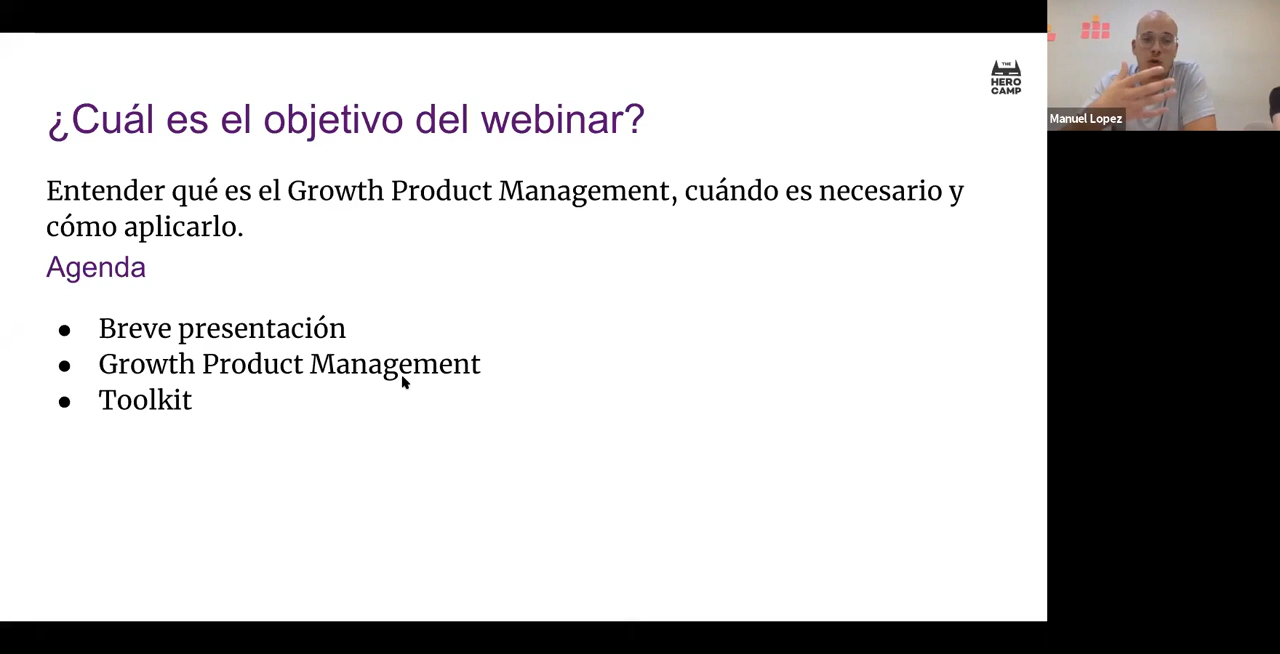 THE
HERO
CAMP
¿Cuál es el objetivo del webinar?
Entender qué es el Growth Product Management, cuándo es necesario y
cómo aplicarlo.
Agenda
● Breve presentación
● Growth Product Management
● Toolkit
Manuel Lopez